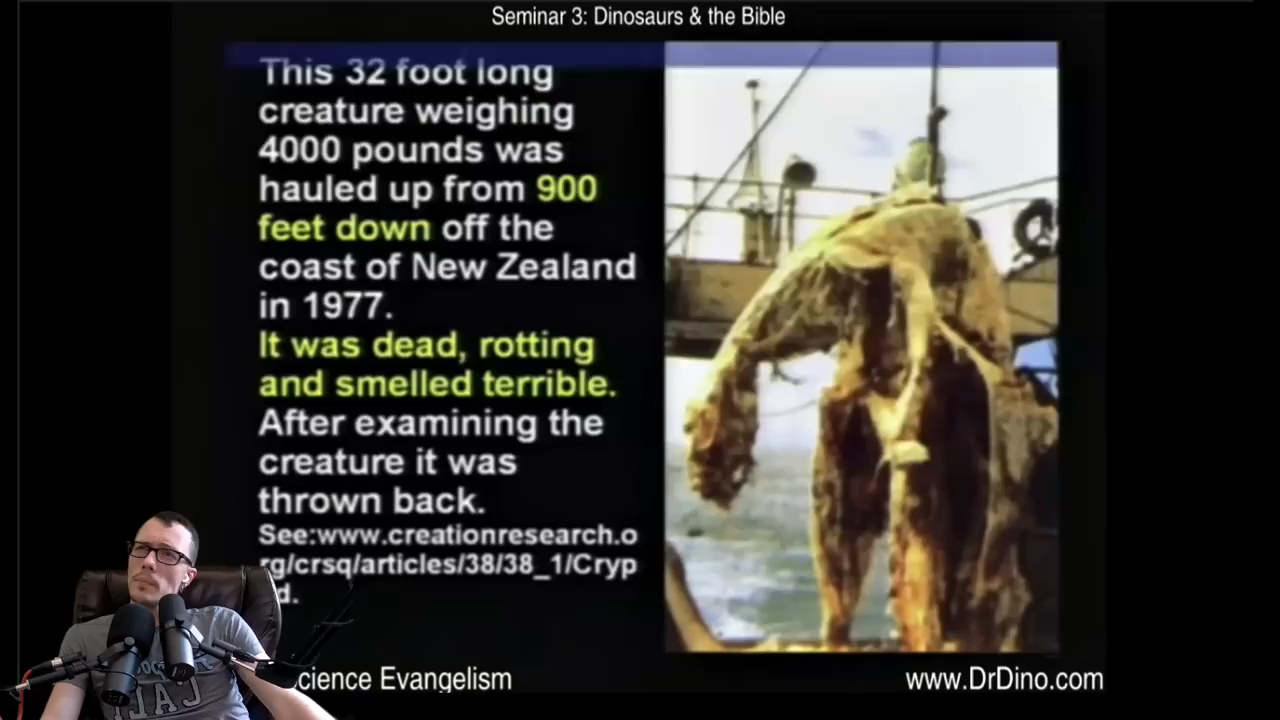 Seminar 3: Dinosaurs & the Bible
This 32 foot long
creature weighing
4000 pounds was
hauled up from 900
feet down off the
coast of New Zealand
in 1977.
It was dead, rotting
and smelled terrible.
After examining the
creature it was
thrown back.
See:www.creationresearch.o
rg/crsq/articles/38/38_1/Cryp
d.
cience Evangelism
www.DrDino.com
CALI